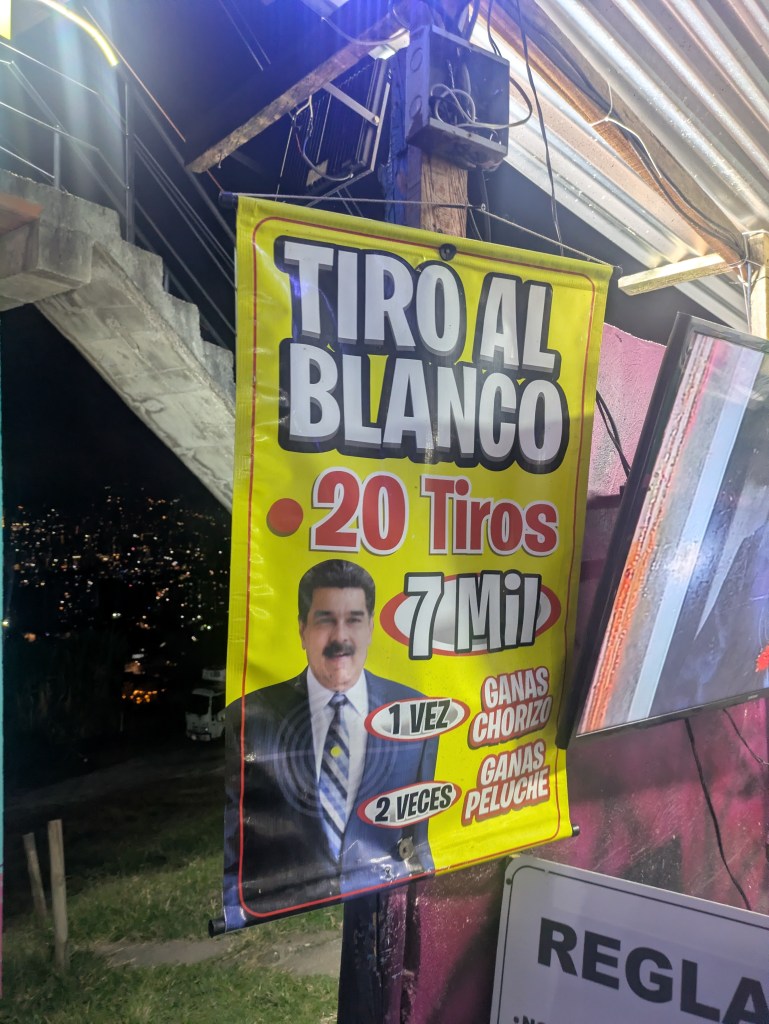 TIRO AL
BLANCO
• 20 Tiros
7 Mil
1 VEZ
GANAS
CHORIZO
2 VECES
GANAS
PELUCHE
REGLA